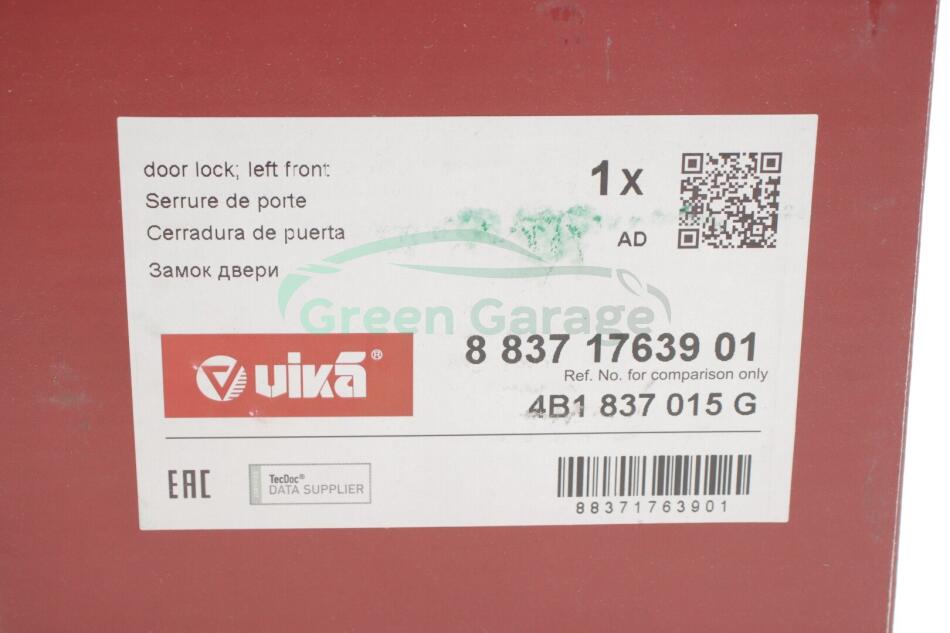 door lock; left front
Serrure de porte
Cerradura de puerta
Замок двери
1x
AD
Green Garage
vika®
8 837 17639 01
Ref. No. for comparison only
4B1 837 015 G
EAC
TecDoc®
DATA SUPPLIER
88371763901